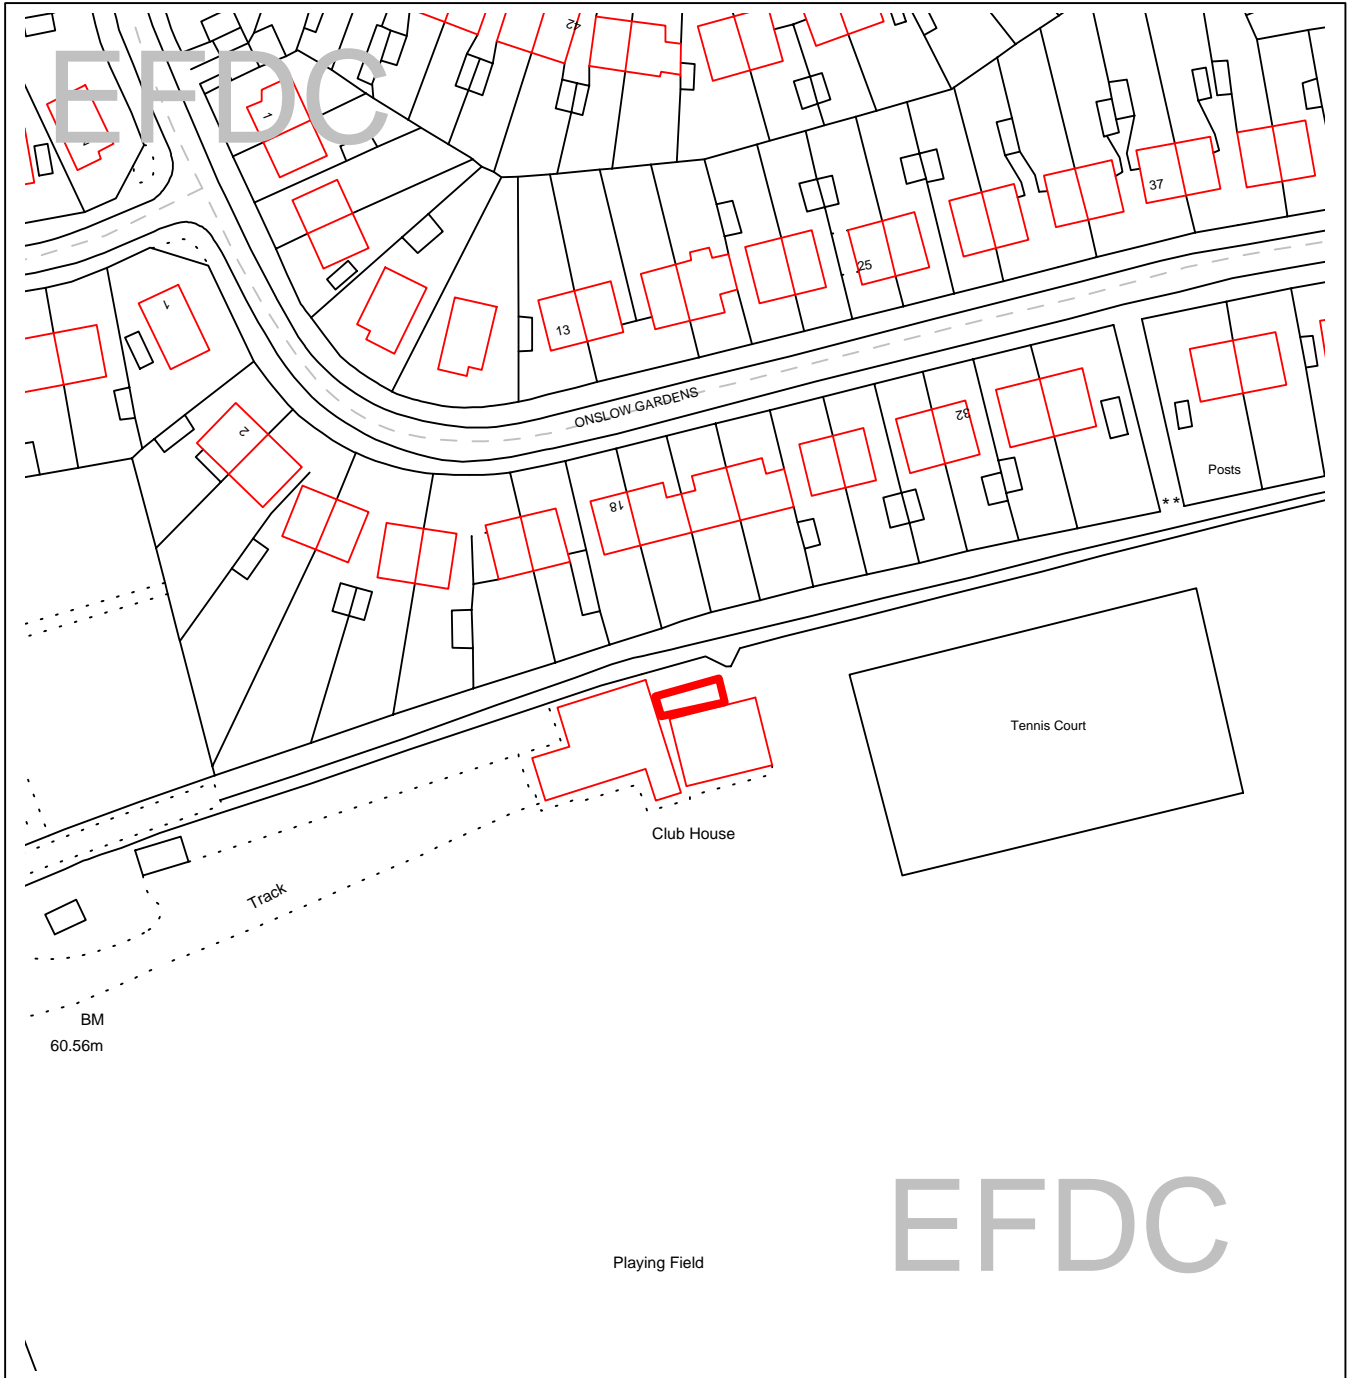 EFDC
42
1
1
37
25
1
13
ONSLOW GARDENS
2
32
18
Posts
**
Tennis Court
Club House
Track
BM
60.56m
EFDC
Playing Field